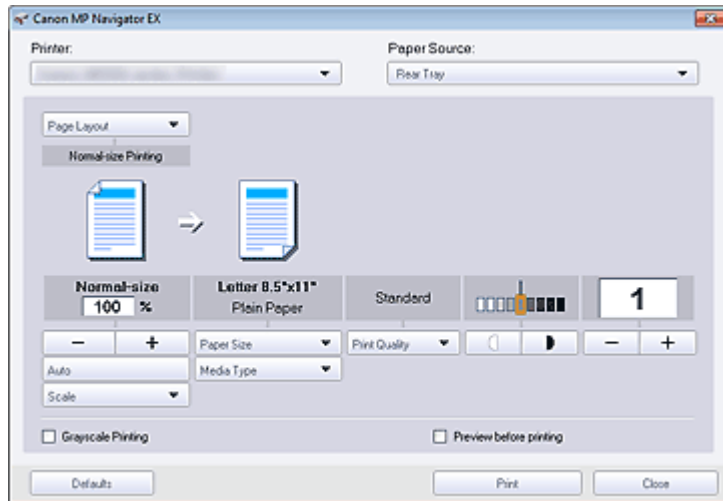 Canon MP Navigator EX
Printer:
Paper Source:
Rear Tray
Page Layout
Normal-size Printing
Normal-size
100 %
Letter 8.5"x11"
Plain Paper
Standard
1
Paper Size
Print Quality
Auto
Media Type
Scale
Grayscale Printing
Preview before printing
Defaults
Print
Close